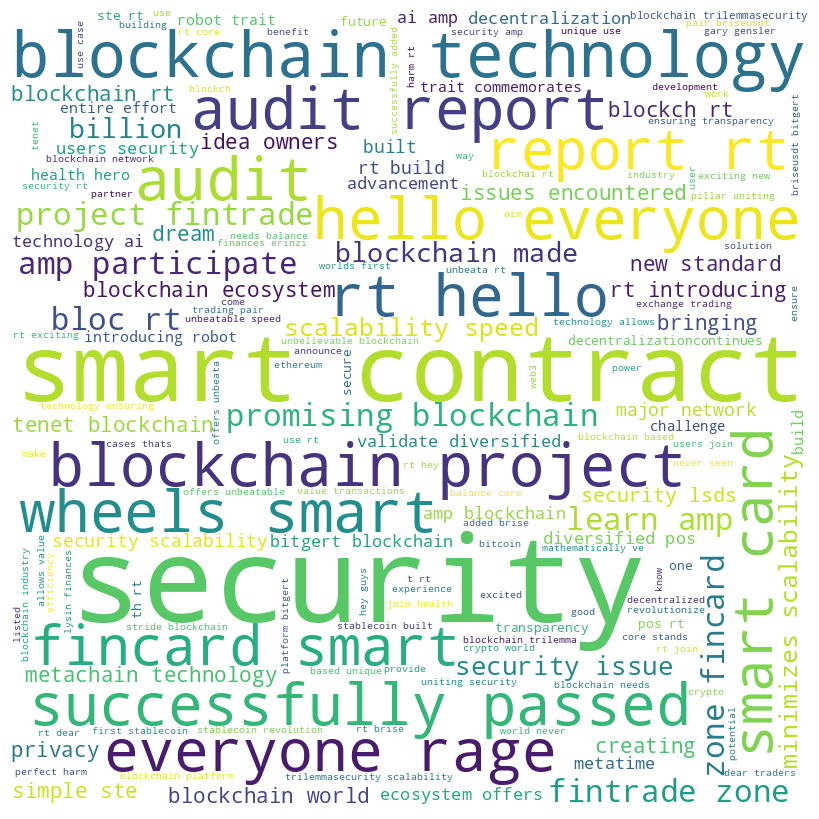 ste rt
use
robot trait
future
ai amp
decentralization
blockchain trilemmasecurity
pair briseusdt
building
rt core
benefit
security amp
unique use
gary gensler
blockchain technology
use case
successfully added
harm rt
blockchain rt
blockch
audit report
trait commemorates
development
work
entire effort
blockch rt
billion
idea owners
built
report rt
ensuring transparency
tenet
users security
way
briseusdt bitgert
blockchain network
health hero
audit
rt build
blockchai rt
industry
exciting new
security rt
advancement
issues encountered
user
pillar uniting
partner
project fintrade
hello everyone
aim
technology ai
dream
needs balance
finances erinzi
blockchain made
solution
amp participate
worlds first
unbeata rt
new standard
blockchain ecosystem
rt hello
rt introducing
ensure
come
trading pair
exchange trading
bloc rt
unbeatable speed
scalability speed
technology allows
bringing
rt exciting
introducing robot
unbelievable blockchain
decentralizationcontinues
announce
secure
smart contract
ethereum
web3
power
offers unbeata
technology ensuring
promising blockchain
major network
tenet blockchain
challenge
build
cases thats
use rt
validate diversified
blockchain based
users join
make
blockchain project
rt hey
never seen
smart card
offers unbeatable
value transactions
balance core
security lsds
minimizes scalability
wheels smart
amp blockchain
learn amp
added brise
security scalability
bitgert blockchain
bitcoin
diversified pos
mathematically ve
blockchain industry
allows value
efficiency
lysin finances
security
t rt
one
listed
experience
know
zone fincard
th rt
hey guys
join health
excited
good
decentralized
revolutionize
stride blockchain
platform bitgert
stablecoin built
transparency
pos rt
fincard smart
blockchain trilemma
core stands
crypto world
rt join
metachain technology
based unique
provide
security issue
uniting security
blockchain needs
crypto
successfully passed
potential
rt dear
first stablecoin
stablecoin revolution
rt brise
world never
privacy
everyone rage
creating
metatime
perfect harm
blockchain platform
trilemmasecurity scalability
dear traders
simple ste
blockchain world
ecosystem offers
fintrade zone